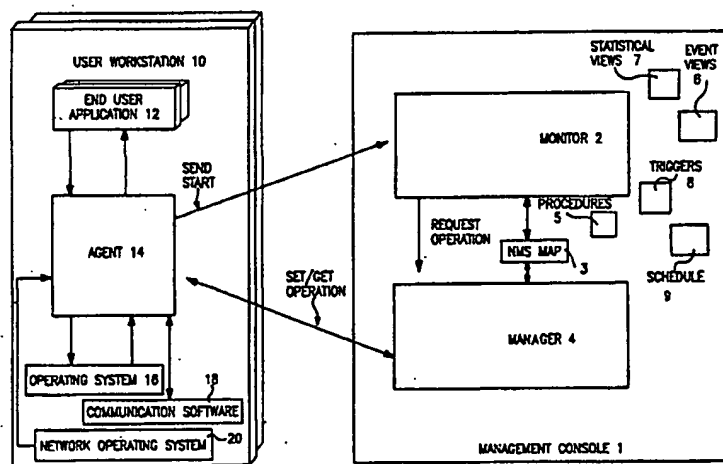 USER WORKSTATION 10
END USER
APPLICATION 12
SEND
START
AGENT 14
SET/GET
OPERATION
OPERATING SYSTEM 16
18
COMMUNICATION SOFTWARE
NETWORK OPERATING SYSTEM
20
STATISTICAL
VIEWS 7
EVENT
VIEWS
6
MONITOR 2
TRIGGERS
8
PROCEDURES
5
REQUEST
OPERATION
NMS MAP
3
SCHEDULE
9
MANAGER 4
MANAGEMENT CONSOLE 1